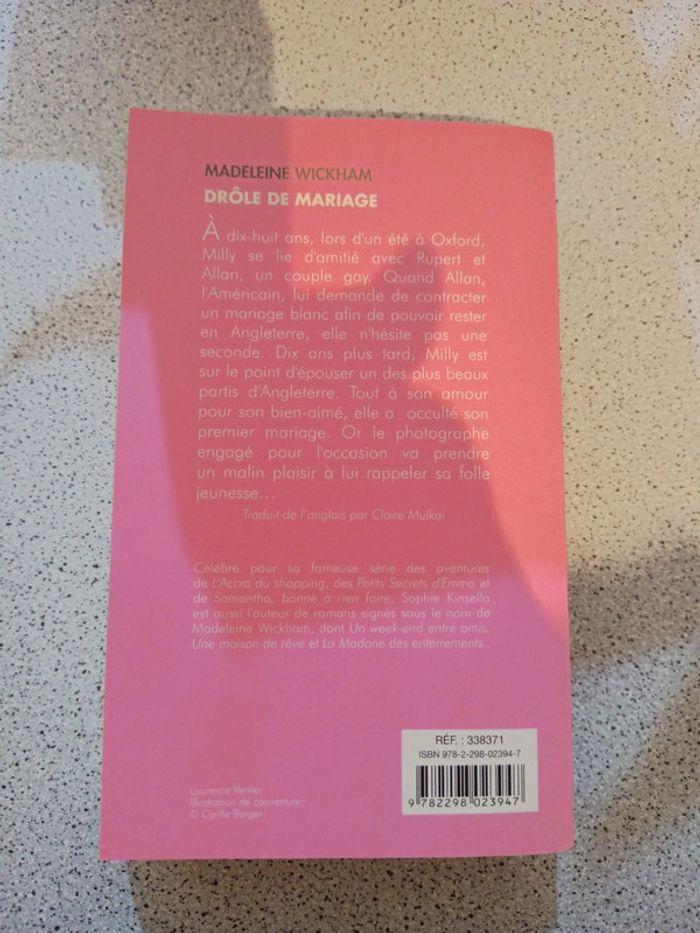 MADELEINE WICKHAM
DRÔLE DE MARIAGE
À dix-huit ans, lors d'un été à Oxford,
Milly se lie d'amitié avec Rupert et
Allan, un couple gay. Quand Allan,
l'Américain, lui demande de contracter
un mariage blanc afin de pouvoir rester
en Angleterre, elle n'hésite pas une
seconde. Dix ans plus tard, Milly est
sur le point d'épouser un des plus beaux
partis d'Angleterre. Tout à son amour
pour son bien-aimé, elle a occulté son
premier mariage. Or le photographe
engagé pour l'occasion va prendre
un malin plaisir à lui rappeler sa folle
jeunesse...
Traduit de l'anglais par Claire Mulkai
Célèbre pour sa fameuse série des aventures
de L'Accro du shopping, des Petits Secrets d'Emma et
de Samantha, bonne à rien faire, Sophie Kinsella
est aussi l'auteur de romans signés sous le nom de
Madeleine Wickham, dont Un week-end entre amis,
Une maison de rêve et La Madone des enterrements .
RÉF. : 338371
ISBN 978-2-298-02394-7
9 782298 023947
Laurence Verrier
Illustration de couverture :
© Cyrille Berger